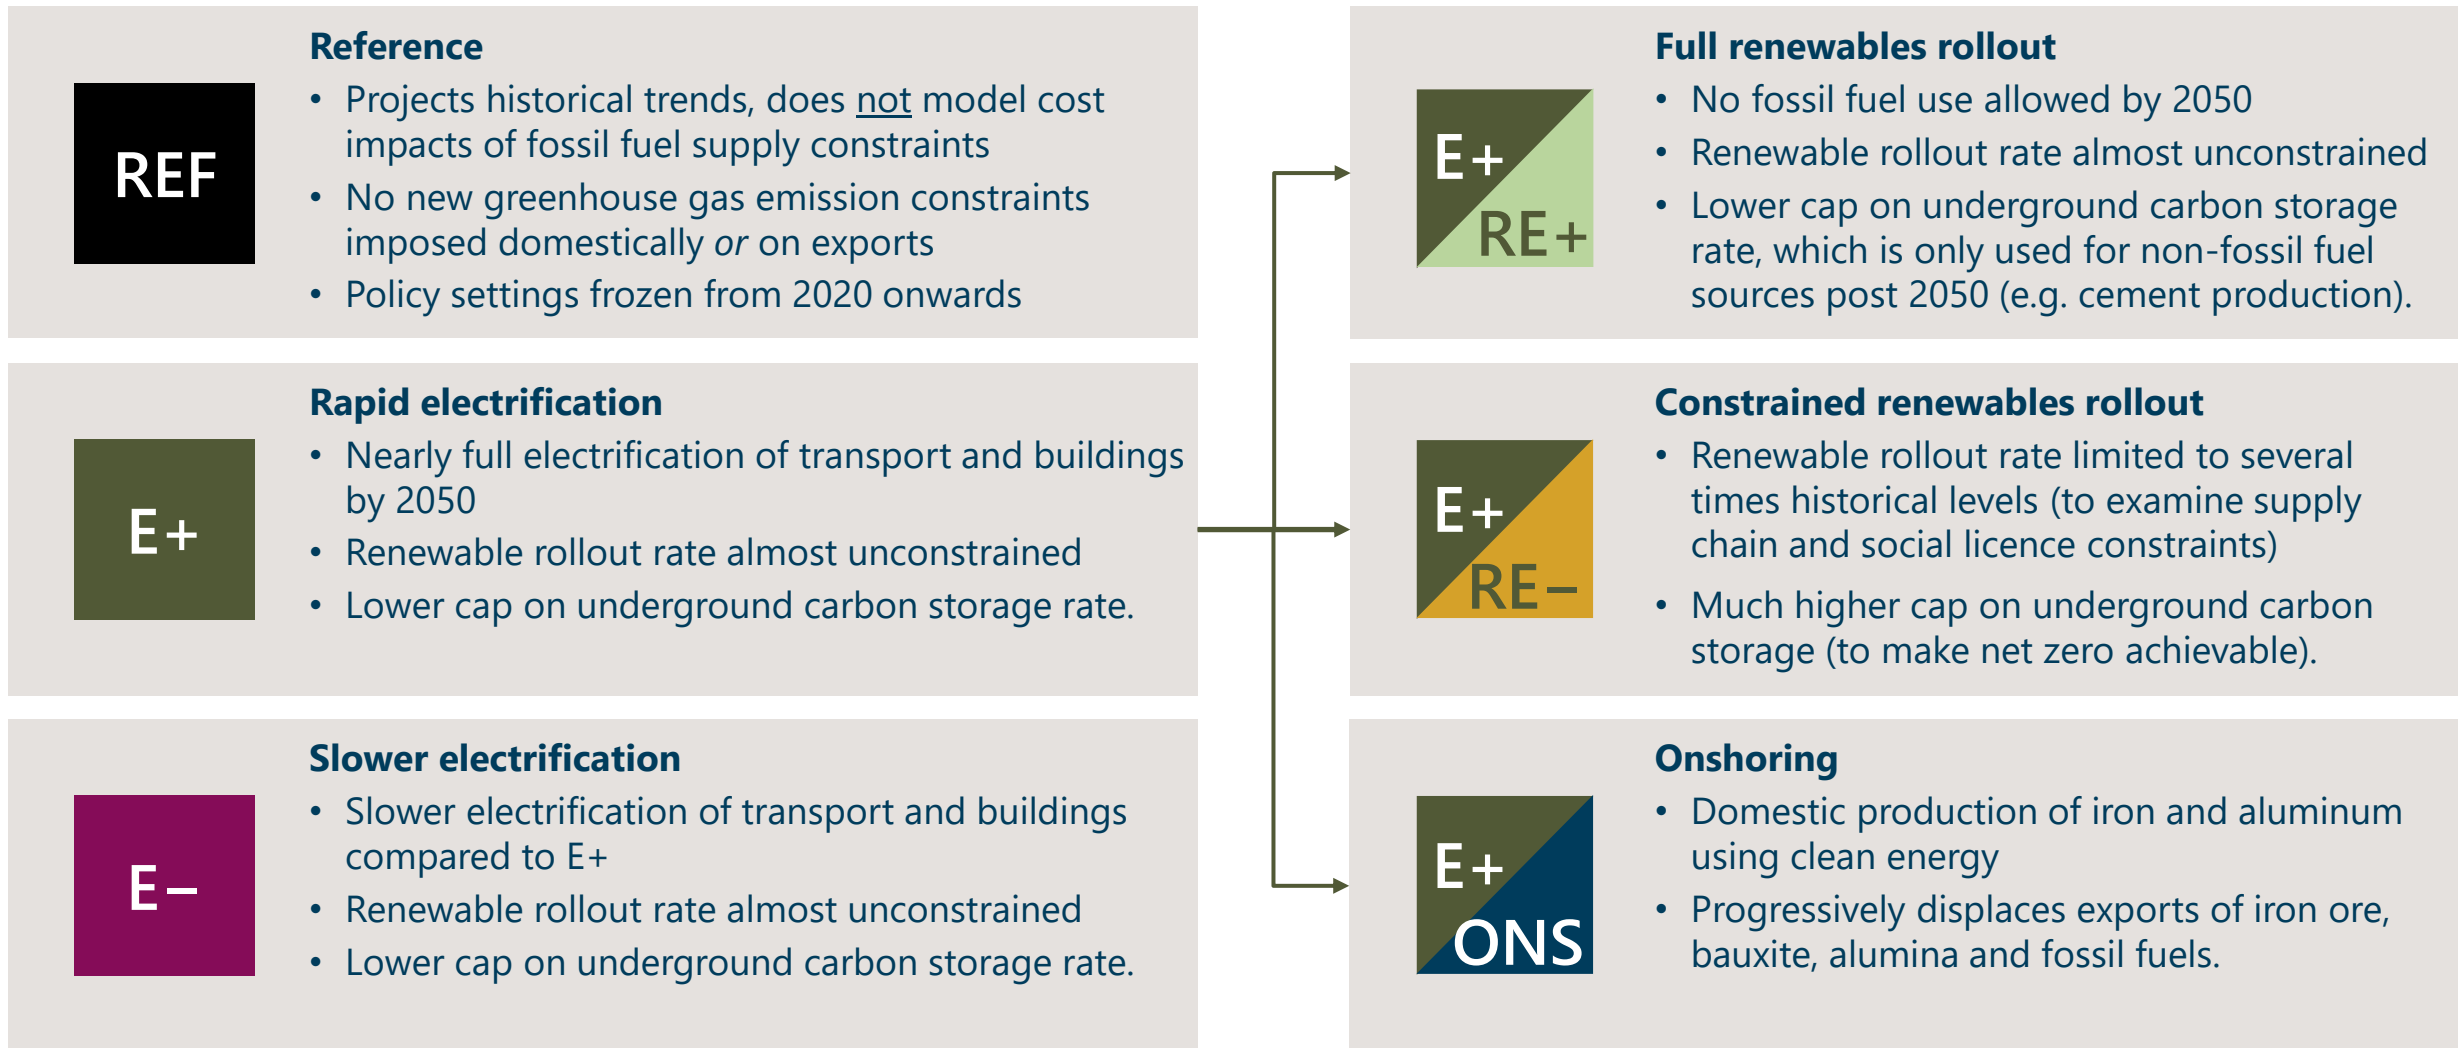 REF
Reference
• Projects historical trends, does not model cost
impacts of fossil fuel supply constraints
• No new greenhouse gas emission constraints
imposed domestically or on exports
• Policy settings frozen from 2020 onwards
E+
Rapid electrification
• Nearly full electrification of transport and buildings
by 2050
• Renewable rollout rate almost unconstrained
• Lower cap on underground carbon storage rate.
E−
Slower electrification
• Slower electrification of transport and buildings
compared to E+
• Renewable rollout rate almost unconstrained
• Lower cap on underground carbon storage rate.
E+
RE+
Full renewables rollout
• No fossil fuel use allowed by 2050
• Renewable rollout rate almost unconstrained
• Lower cap on underground carbon storage
rate, which is only used for non-fossil fuel
sources post 2050 (e.g. cement production).
E+
RE−
Constrained renewables rollout
• Renewable rollout rate limited to several
times historical levels (to examine supply
chain and social licence constraints)
• Much higher cap on underground carbon
storage (to make net zero achievable).
E+
ONS
Onshoring
• Domestic production of iron and aluminum
using clean energy
• Progressively displaces exports of iron ore,
bauxite, alumina and fossil fuels.